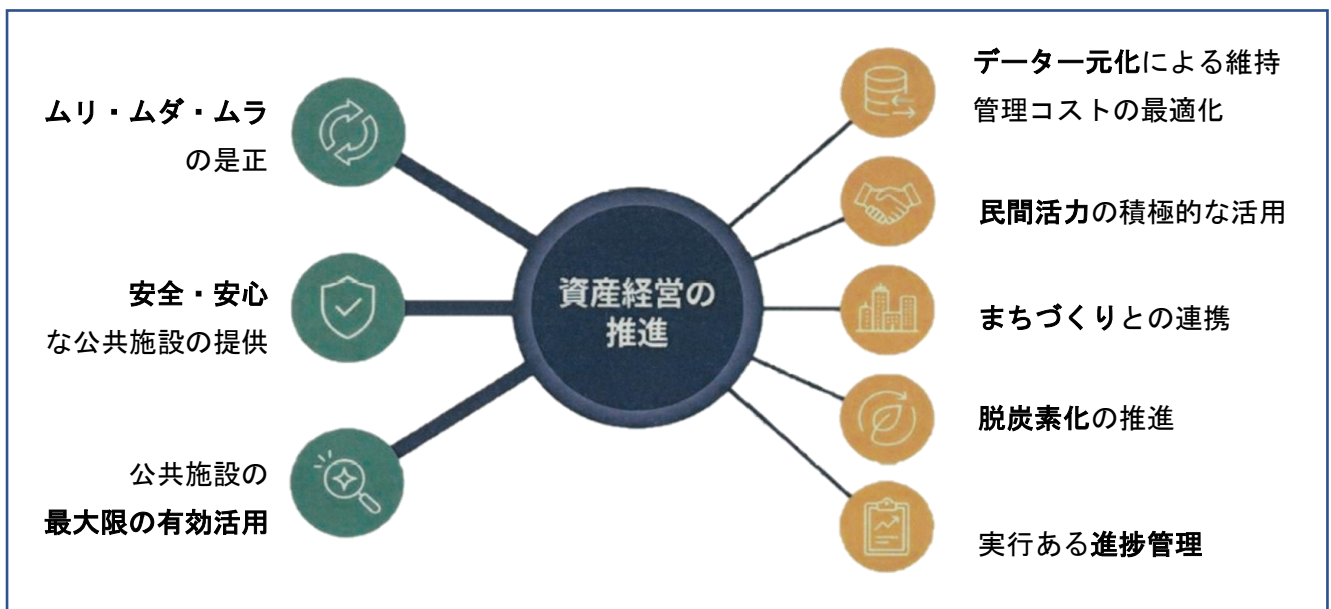 ムリ・ムダ・ムラ
の是正
安全・安心
な公共施設の提供
公共施設の
最大限の有効活用
資産経営の
推進
データ一元化による維持
管理コストの最適化
民間活力の積極的な活用
まちづくりとの連携
脱炭素化の推進
実行ある進捗管理